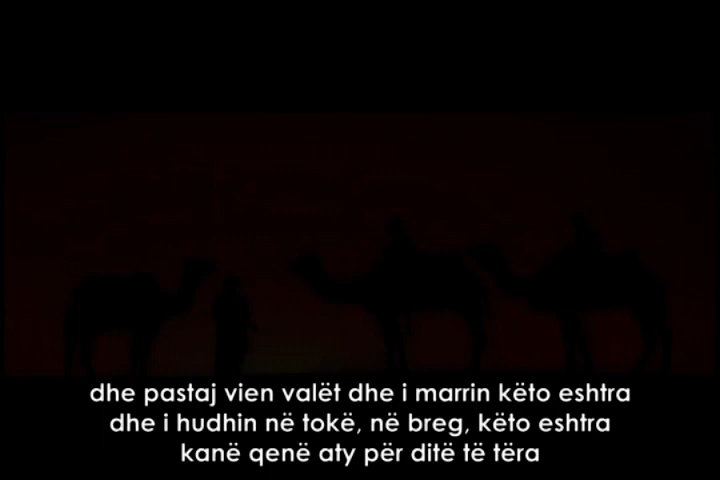 dhe pastaj vien valët dhe i marrin këto eshtra
dhe i hudhin në tokë, në breg, këto eshtra
kanë qenë aty për ditë të tëra